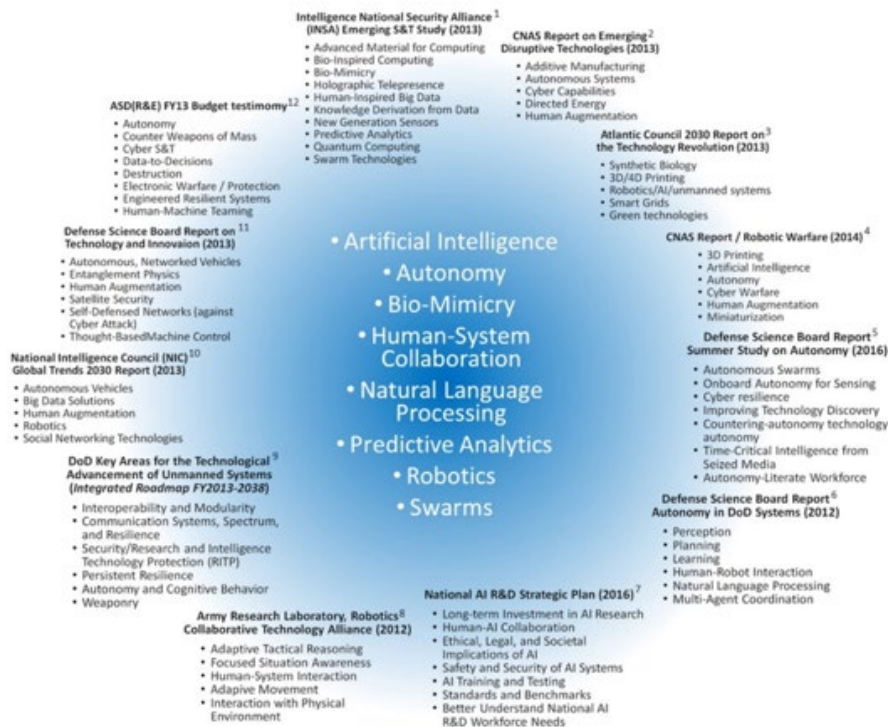 Intelligence National Security Alliance 1
(INSA) Emerging S&T Study (2013)
• Advanced Material for Computing
• Bio-Inspired Computing
• Bio-Mimicry
• Holographic Telepresence
• Human-Inspired Big Data
• Knowledge Derivation from Data
• New Generation Sensors
• Predictive Analytics
• Quantum Computing
• Swarm Technologies
CNAS Report on Emerging 2
Disruptive Technologies (2013)
• Additive Manufacturing
• Autonomous Systems
• Cyber Capabilities
• Directed Energy
• Human Augmentation
Atlantic Council 2030 Report on 3
the Technology Revolution (2013)
• Synthetic Biology
• 3D/4D Printing
• Robotics/AI/unmanned systems
• Smart Grids
• Green technologies
CNAS Report / Robotic Warfare (2014) 4
• 3D Printing
• Artificial Intelligence
• Autonomy
• Cyber Warfare
• Human Augmentation
• Miniaturization
Defense Science Board Report 5
Summer Study on Autonomy (2016)
• Autonomous Swarms
• Onboard Autonomy for Sensing
• Cyber resilience
• Improving Technology Discovery
• Countering-autonomy technology
autonomy
• Time-Critical Intelligence from
Seized Media
• Autonomy-Literate Workforce
Defense Science Board Report 6
Autonomy in DoD Systems (2012)
• Perception
• Planning
• Learning
• Human-Robot Interaction
• Natural Language Processing
• Multi-Agent Coordination
National AI R&D Strategic Plan (2016) 7
• Long-term Investment in AI Research
• Human-AI Collaboration
• Ethical, Legal, and Societal
Implications of AI
• Safety and Security of AI Systems
• AI Training and Testing
• Standards and Benchmarks
• Better Understand National AI
R&D Workforce Needs
Army Research Laboratory, Robotics 8
Collaborative Technology Alliance (2012)
• Adaptive Tactical Reasoning
• Focused Situation Awareness
• Human-System Interaction
• Adapive Movement
• Interaction with Physical
Environment
DoD Key Areas for the Technological 9
Advancement of Unmanned Systems
(Integrated Roadmap FY2013-2038)
• Interoperability and Modularity
• Communication Systems, Spectrum,
and Resilience
• Security/Research and Intelligence
Technology Protection (RITP)
• Persistent Resilience
• Autonomy and Cognitive Behavior
• Weaponry
National Intelligence Council (NIC) 10
Global Trends 2030 Report (2013)
• Autonomous Vehicles
• Big Data Solutions
• Human Augmentation
• Robotics
• Social Networking Technologies
Defense Science Board Report on 11
Technology and Innovaion (2013)
• Autonomous, Networked Vehicles
• Entanglement Physics
• Human Augmentation
• Satellite Security
• Self-Defensed Networks (against
Cyber Attack)
• Thought-BasedMachine Control
ASD(R&E) FY13 Budget testimomy 12
• Autonomy
• Counter Weapons of Mass
• Cyber S&T
• Data-to-Decisions
• Destruction
• Electronic Warfare / Protection
• Engineered Resilient Systems
• Human-Machine Teaming
• Artificial Intelligence
• Autonomy
• Bio-Mimicry
• Human-System
Collaboration
• Natural Language
Processing
• Predictive Analytics
• Robotics
• Swarms